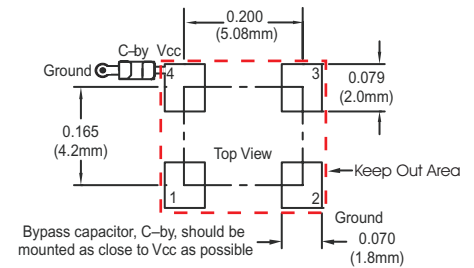 0.200
(5.08mm)
C–by Vcc
Ground
4
3
0.079
(2.0mm)
0.165
(4.2mm)
Top View
Keep Out Area
1
2
Ground
Bypass capacitor, C–by, should be
mounted as close to Vcc as possible
0.070
(1.8mm)